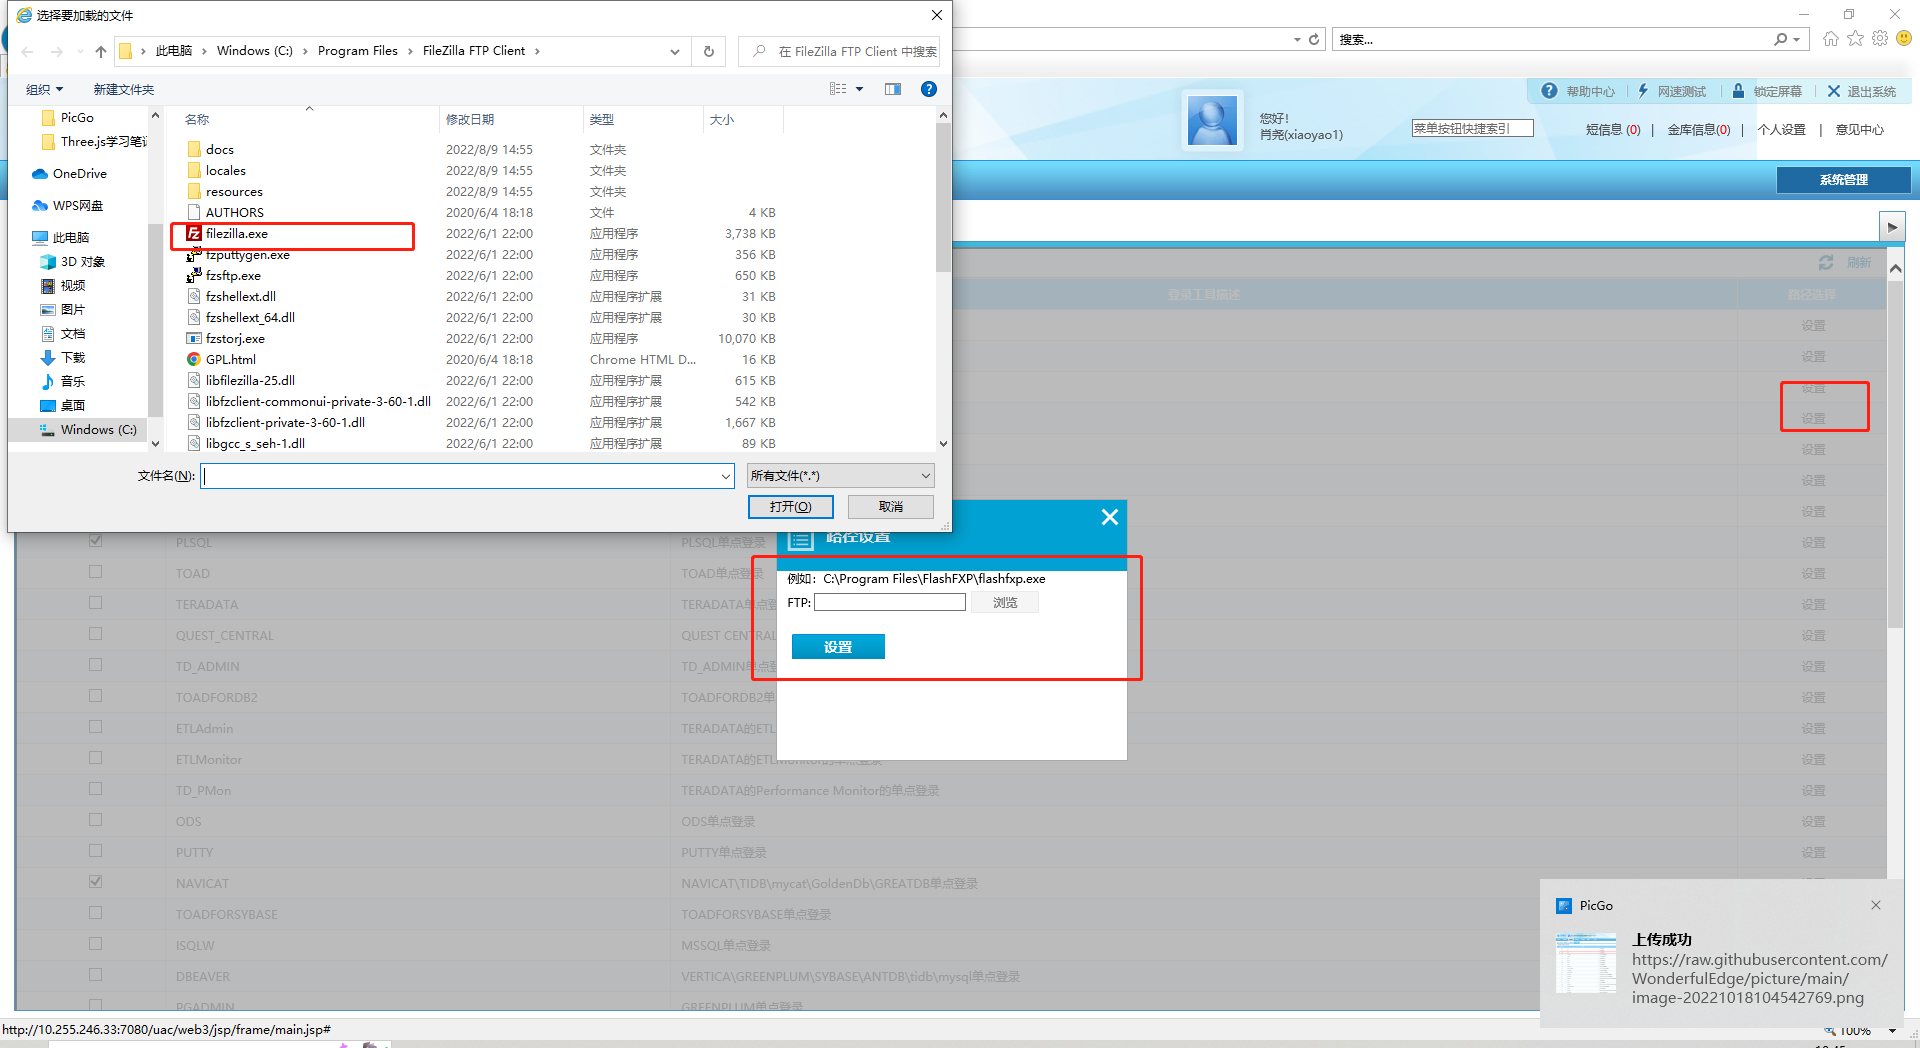 选择要加载的文件
此电脑 › Windows (C:) › Program Files › FileZilla FTP Client ›
在 FileZilla FTP Client 中搜索
搜索...
组织 新建文件夹
帮助中心 网速测试 锁定屏幕 退出系统
您好！
肖尧(xiaoyao1)
菜单按钮快捷索引
短信息 (0) | 金库信息(0) | 个人设置 | 意见中心
系统管理
刷新
登录工具描述 路径选择
PicGo
Three.js学习笔记
OneDrive
WPS网盘
此电脑
3D 对象
视频
图片
文档
下载
音乐
桌面
Windows (C:)
名称 修改日期 类型 大小
docs 2022/8/9 14:55 文件夹
locales 2022/8/9 14:55 文件夹
resources 2022/8/9 14:55 文件夹
AUTHORS 2020/6/4 18:18 文件 4 KB
filezilla.exe 2022/6/1 22:00 应用程序 3,738 KB
fzputtygen.exe 2022/6/1 22:00 应用程序 356 KB
fzsftp.exe 2022/6/1 22:00 应用程序 650 KB
fzshellext.dll 2022/6/1 22:00 应用程序扩展 31 KB
fzshellext_64.dll 2022/6/1 22:00 应用程序扩展 30 KB
fzstorj.exe 2022/6/1 22:00 应用程序 10,070 KB
GPL.html 2020/6/4 18:18 Chrome HTML D... 16 KB
libfilezilla-25.dll 2022/6/1 22:00 应用程序扩展 615 KB
libfzclient-commonui-private-3-60-1.dll 2022/6/1 22:00 应用程序扩展 542 KB
libfzclient-private-3-60-1.dll 2022/6/1 22:00 应用程序扩展 1,667 KB
libgcc_s_seh-1.dll 2022/6/1 22:00 应用程序扩展 89 KB
文件名(N): 所有文件(*.*)
打开(O) 取消
设置
设置
设置
设置
设置
设置
设置
路径设置
例如：C:\Program Files\FlashFXP\flashfxp.exe
FTP: 浏览
设置
PLSQL PLSQL单点登录 设置
TOAD TOAD单点登录 设置
TERADATA TERADATA单点登 设置
QUEST_CENTRAL QUEST CENTRAL 设置
TD_ADMIN TD_ADMIN单点登 设置
TOADFORDB2 TOADFORDB2单 设置
ETLAdmin TERADATA的ETL 设置
ETLMonitor TERADATA的ETLMonitor的单点登录 设置
TD_PMon TERADATA的Performance Monitor的单点登录 设置
ODS ODS单点登录 设置
PUTTY PUTTY单点登录 设置
NAVICAT NAVICAT\TIDB\mycat\GoldenDb\GREATDB单点登录
TOADFORSYBASE TOADFORSYBASE单点登录
ISQLW MSSQL单点登录
DBEAVER VERTICA\GREENPLUM\SYBASE\ANTDB\tidb\mysql单点登录
PGADMIN GREENPLUM单点登录
PicGo
上传成功
https://raw.githubusercontent.com/
WonderfulEdge/picture/main/
image-20221018104542769.png
http://10.255.246.33:7080/uac/web3/jsp/frame/main.jsp#
100%